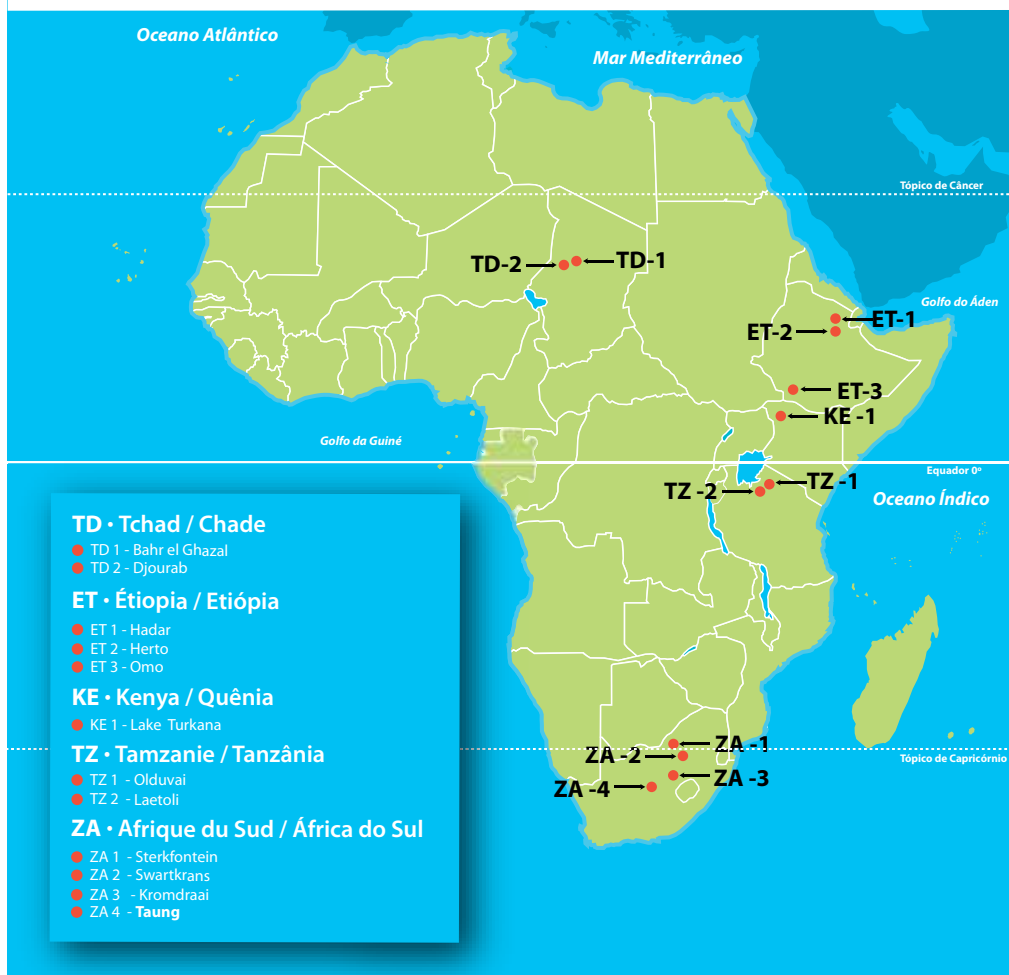 Oceano Atlântico
Mar Mediterrâneo
Tópico de Câncer
TD-2
TD-1
Golfo do Áden
ET-1
ET-2
ET-3
KE -1
Golfo da Guiné
Equador 0º
TZ -1
TZ -2
Oceano Índico
TD • Tchad / Chade
TD 1 - Bahr el Ghazal
TD 2 - Djourab
ET • Étiopia / Etiópia
ET 1 - Hadar
ET 2 - Herto
ET 3 - Omo
KE • Kenya / Quênia
KE 1 - Lake Turkana
TZ • Tamzanie / Tanzânia
TZ 1 - Olduvai
TZ 2 - Laetoli
ZA • Afrique du Sud / África do Sul
ZA 1 - Sterkfontein
ZA 2 - Swartkrans
ZA 3 - Kromdraai
ZA 4 - Taung
ZA -1
ZA -2
Tópico de Capricórnio
ZA -3
ZA -4